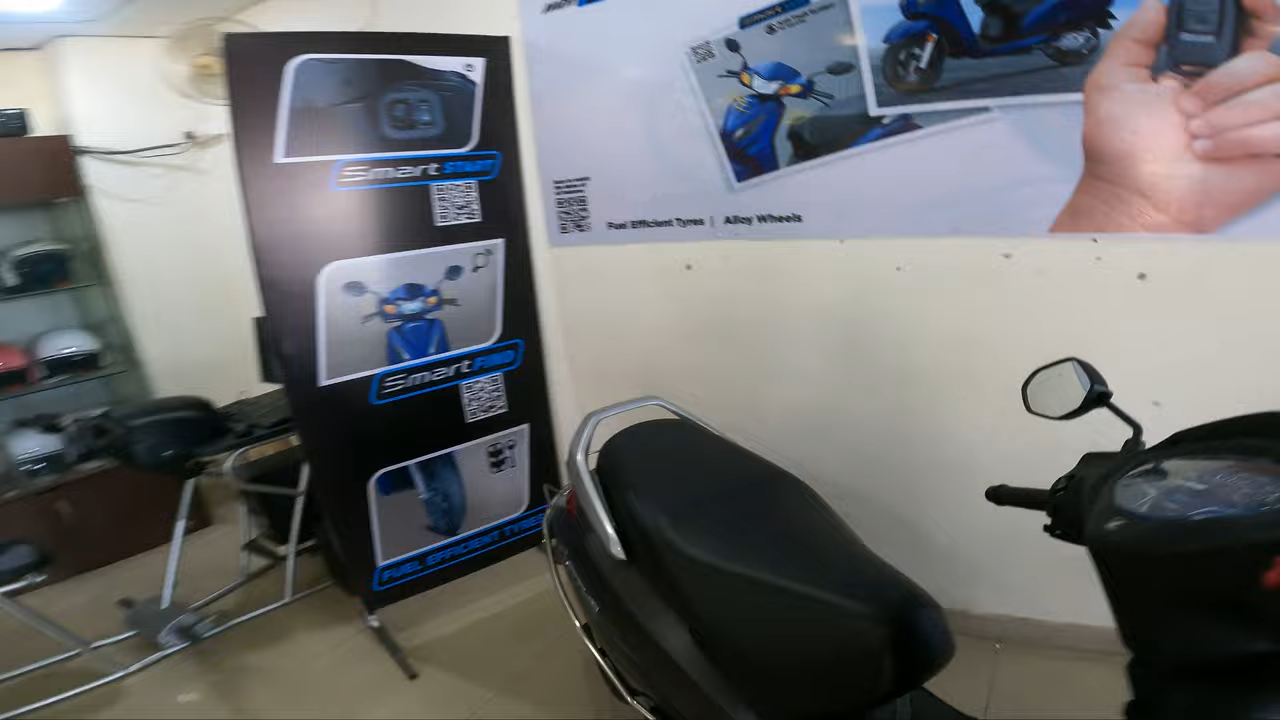 Smart START
Smart FIND
FUEL EFFICIENT TYRES
Fuel Efficient Tyres | Alloy Wheels